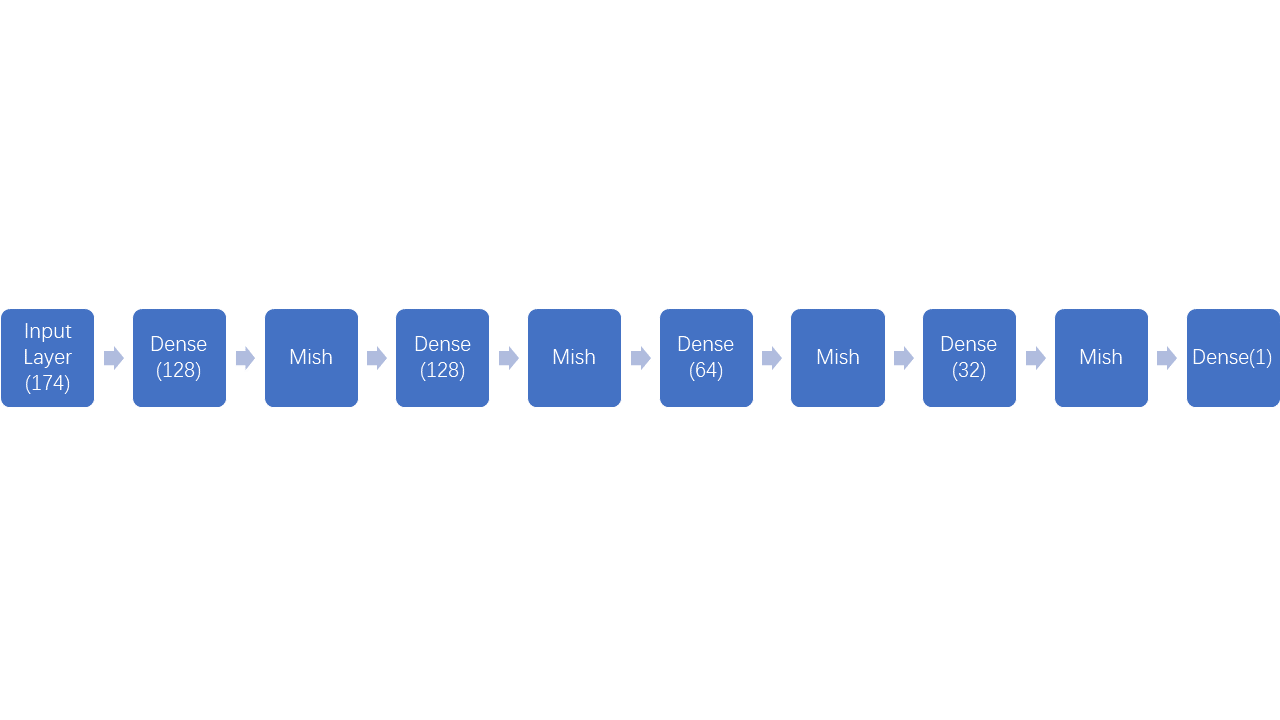 Input
Layer
(174)
Dense
(128)
Mish
Dense
(128)
Mish
Dense
(64)
Mish
Dense
(32)
Mish
Dense(1)